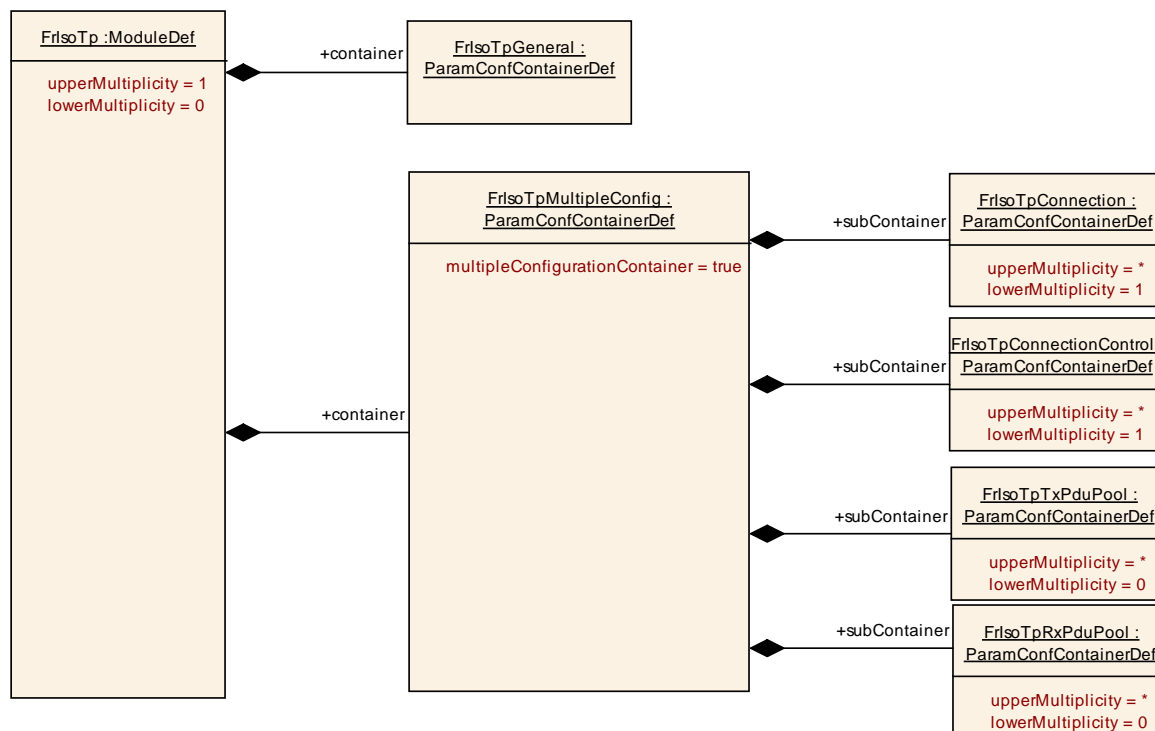 FrIsoTp :ModuleDef
upperMultiplicity = 1
lowerMultiplicity = 0
+container
FrIsoTpGeneral :
ParamConfContainerDef
+container
FrIsoTpMultipleConfig :
ParamConfContainerDef
multipleConfigurationContainer = true
+subContainer
FrIsoTpConnection :
ParamConfContainerDef
upperMultiplicity = *
lowerMultiplicity = 1
+subContainer
FrIsoTpConnectionControl
ParamConfContainerDef
upperMultiplicity = *
lowerMultiplicity = 1
+subContainer
FrIsoTpTxPduPool :
ParamConfContainerDef
upperMultiplicity = *
lowerMultiplicity = 0
+subContainer
FrIsoTpRxPduPool :
ParamConfContainerDef
upperMultiplicity = *
lowerMultiplicity = 0